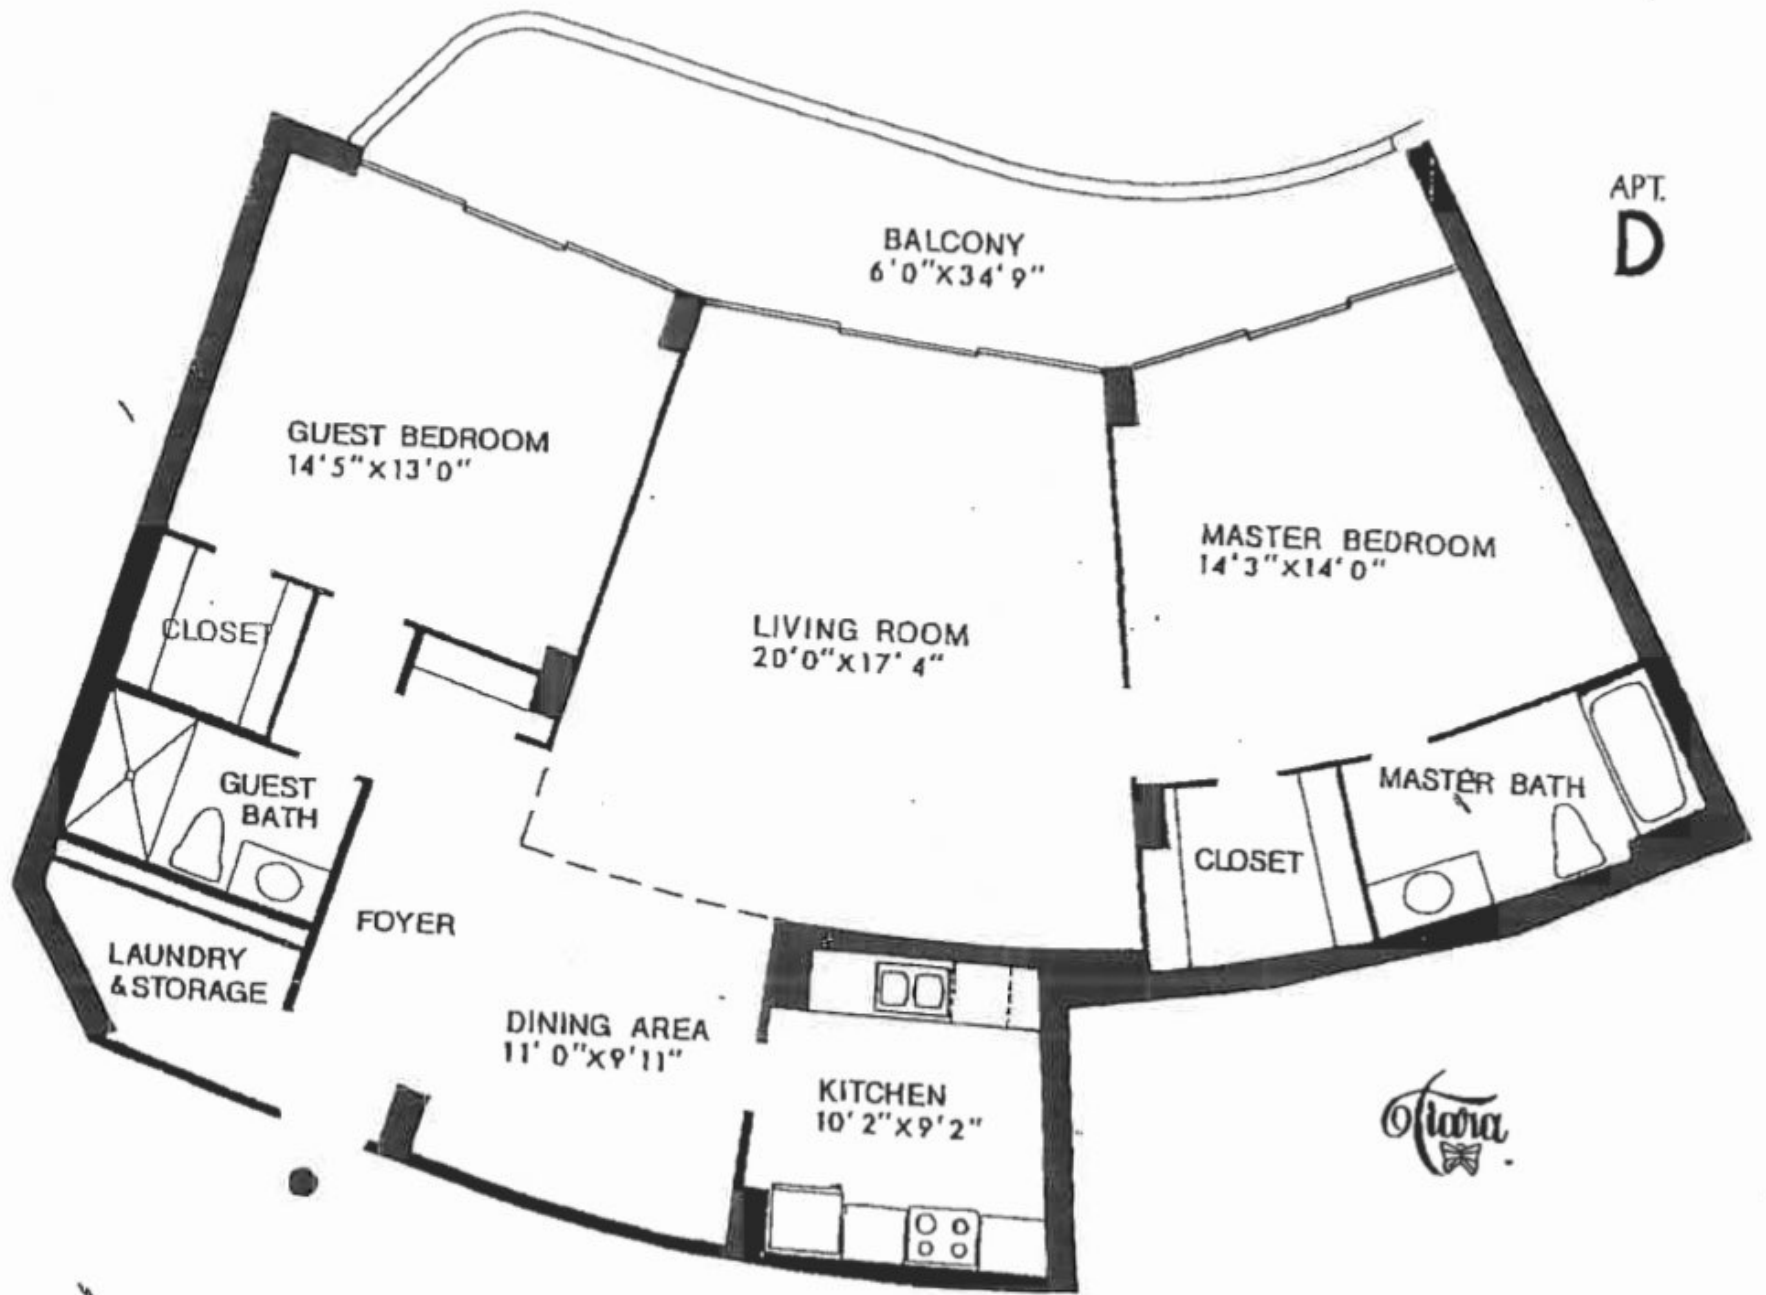 APT.
D
BALCONY
6'0"X34'9"
GUEST BEDROOM
14'5"X13'0"
MASTER BEDROOM
14'3"X14'0"
LIVING ROOM
20'0"X17'4"
CLOSET
GUEST
BATH
MASTER BATH
CLOSET
FOYER
LAUNDRY
&STORAGE
DINING AREA
11'0"X9'11"
KITCHEN
10'2"X9'2"
Tiara